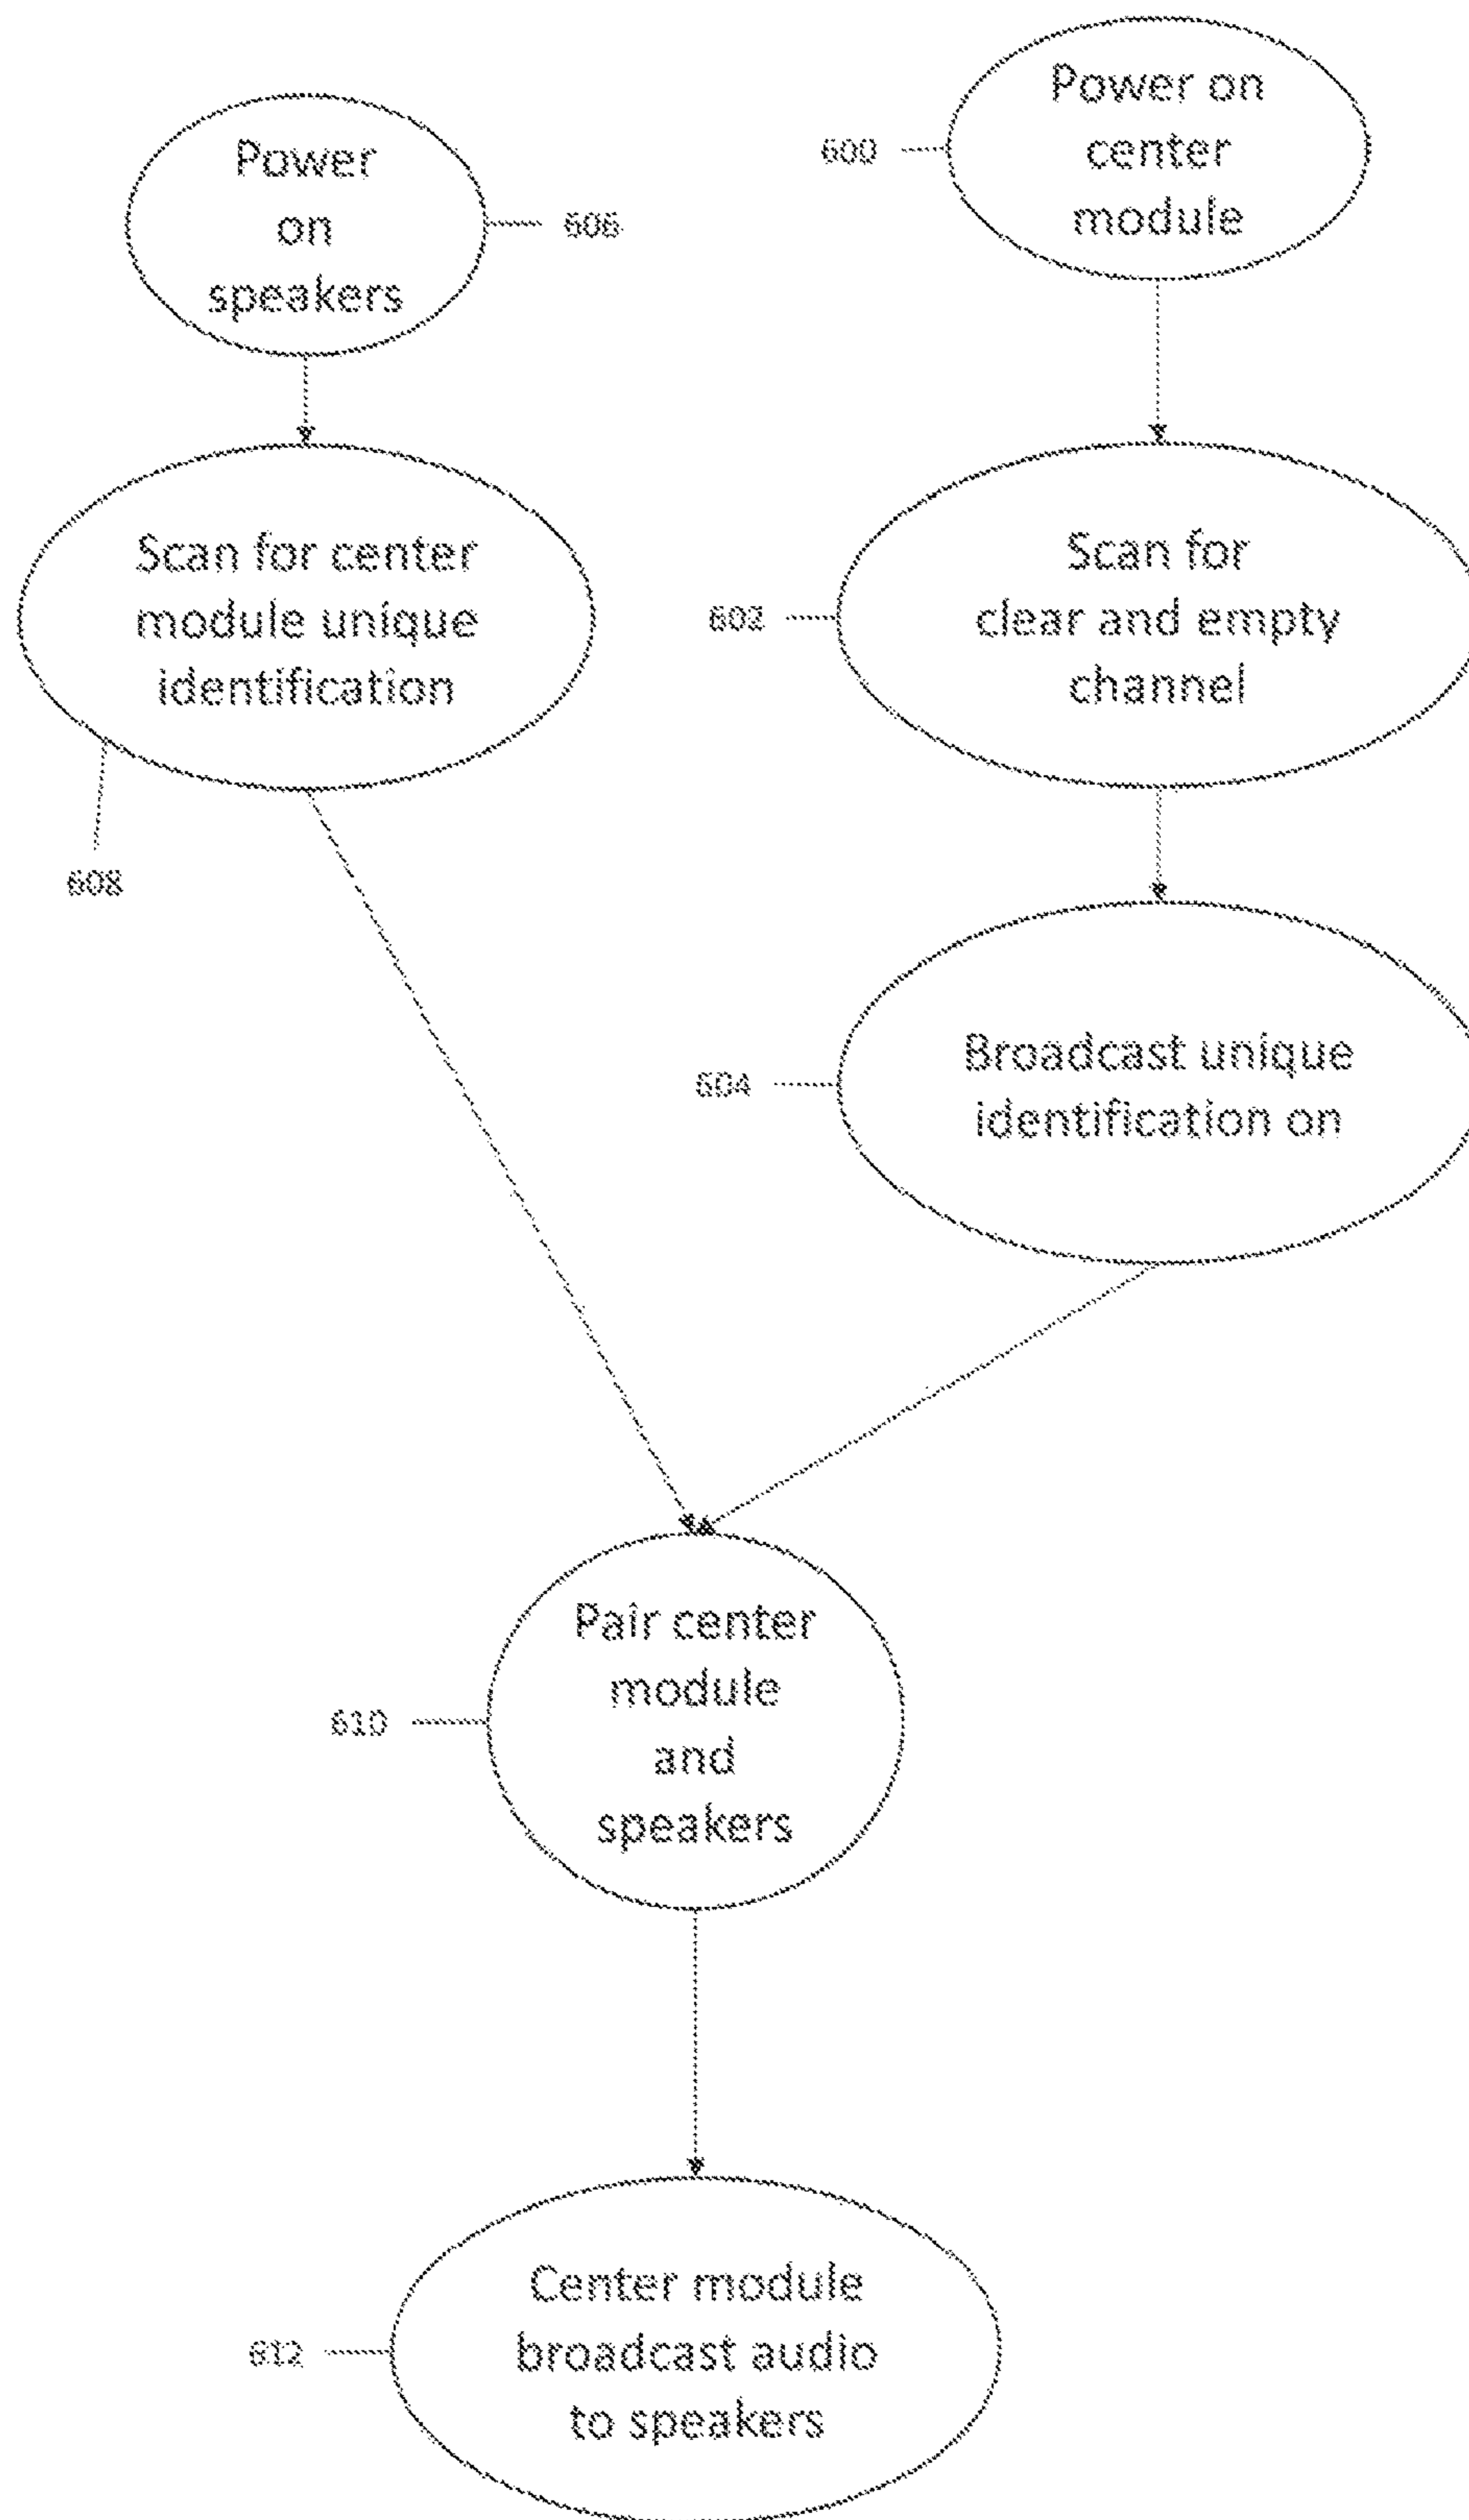 Power on
center
module
600
Power
on
speakers
606
Scan for center
module unique
identification
608
Scan for
clear and empty
channel
602
Broadcast unique
identification on
604
Pair center
module
and
speakers
610
Center module
broadcast audio
to speakers
612